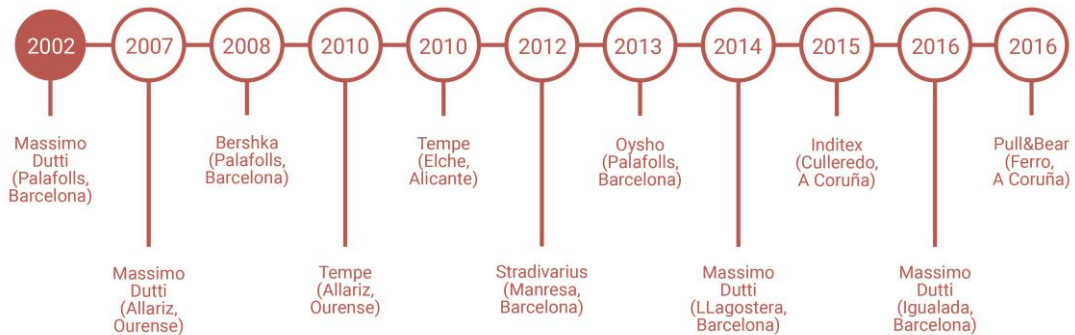 2002
2007
2008
2010
2010
2012
2013
2014
2015
2016
2016
Massimo
Dutti
(Palafolls,
Barcelona)
Massimo
Dutti
(Allariz,
Ourense)
Bershka
(Palafolls,
Barcelona)
Tempe
(Allariz,
Ourense)
Tempe
(Elche,
Alicante)
Stradivarius
(Manresa,
Barcelona)
Oysho
(Palafolls,
Barcelona)
Massimo
Dutti
(LLagostera,
Barcelona)
Inditex
(Culleredo,
A Coruña)
Massimo
Dutti
(Igualada,
Barcelona)
Pull&Bear
(Ferro,
A Coruña)